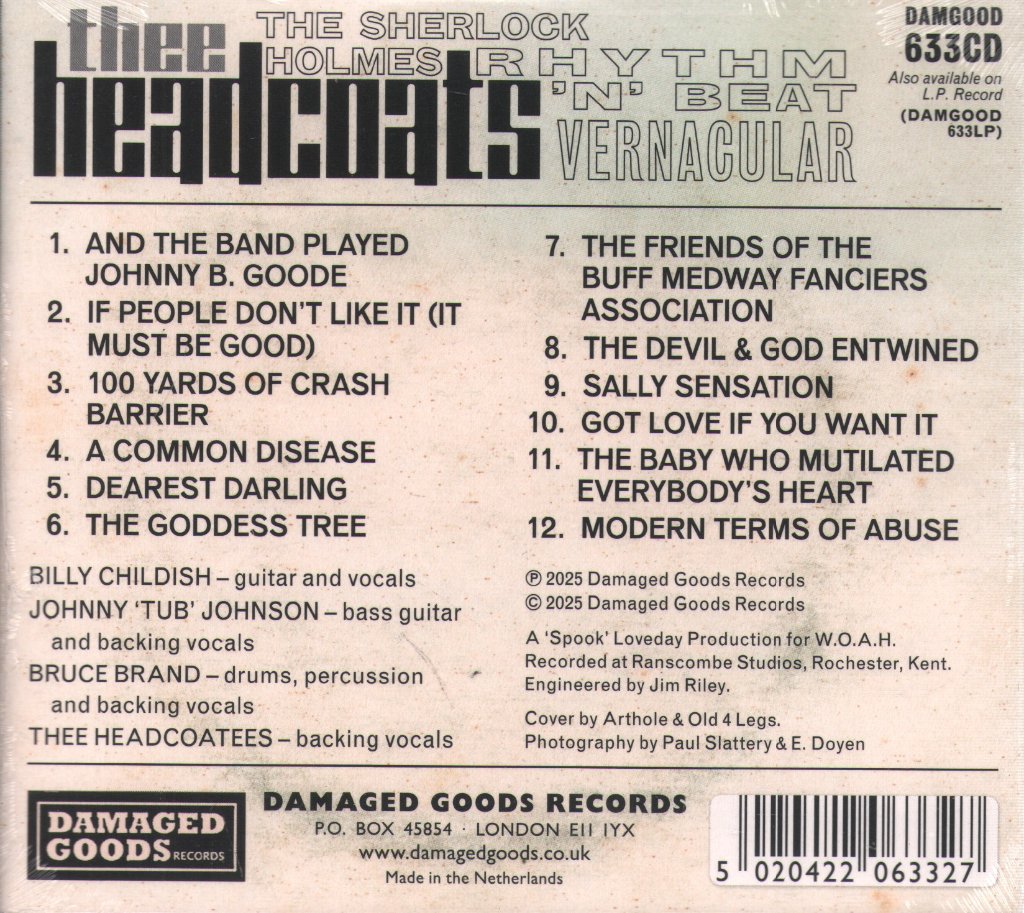 thee
headcoats
THE SHERLOCK
HOLMES RHYTHM
'N' BEAT
VERNACULAR
DAMGOOD
633CD
Also available on
L.P. Record
(DAMGOOD
633LP)
1. AND THE BAND PLAYED
JOHNNY B. GOODE
2. IF PEOPLE DON'T LIKE IT (IT
MUST BE GOOD)
3. 100 YARDS OF CRASH
BARRIER
4. A COMMON DISEASE
5. DEAREST DARLING
6. THE GODDESS TREE
7. THE FRIENDS OF THE
BUFF MEDWAY FANCIERS
ASSOCIATION
8. THE DEVIL & GOD ENTWINED
9. SALLY SENSATION
10. GOT LOVE IF YOU WANT IT
11. THE BABY WHO MUTILATED
EVERYBODY'S HEART
12. MODERN TERMS OF ABUSE
BILLY CHILDISH – guitar and vocals
JOHNNY 'TUB' JOHNSON – bass guitar
and backing vocals
BRUCE BRAND – drums, percussion
and backing vocals
THEE HEADCOATEES – backing vocals
℗ 2025 Damaged Goods Records
© 2025 Damaged Goods Records
A 'Spook' Loveday Production for W.O.A.H.
Recorded at Ranscombe Studios, Rochester, Kent.
Engineered by Jim Riley.
Cover by Arthole & Old 4 Legs.
Photography by Paul Slattery & E. Doyen
DAMAGED
GOODS RECORDS
DAMAGED GOODS RECORDS
P.O. BOX 45854 · LONDON E11 1YX
www.damagedgoods.co.uk
Made in the Netherlands
5 020422 063327